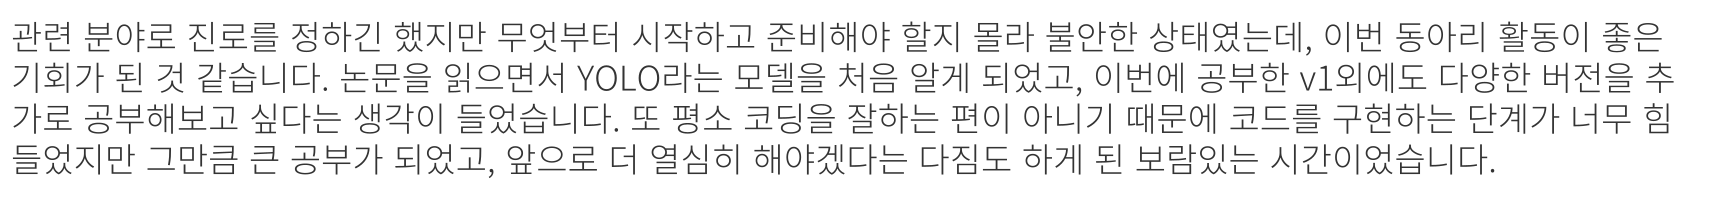 관련 분야로 진로를 정하긴 했지만 무엇부터 시작하고 준비해야 할지 몰라 불안한 상태였는데, 이번 동아리 활동이 좋은
기회가 된 것 같습니다. 논문을 읽으면서 YOLO라는 모델을 처음 알게 되었고, 이번에 공부한 v1외에도 다양한 버전을 추
가로 공부해보고 싶다는 생각이 들었습니다. 또 평소 코딩을 잘하는 편이 아니기 때문에 코드를 구현하는 단계가 너무 힘
들었지만 그만큼 큰 공부가 되었고, 앞으로 더 열심히 해야겠다는 다짐도 하게 된 보람있는 시간이었습니다.